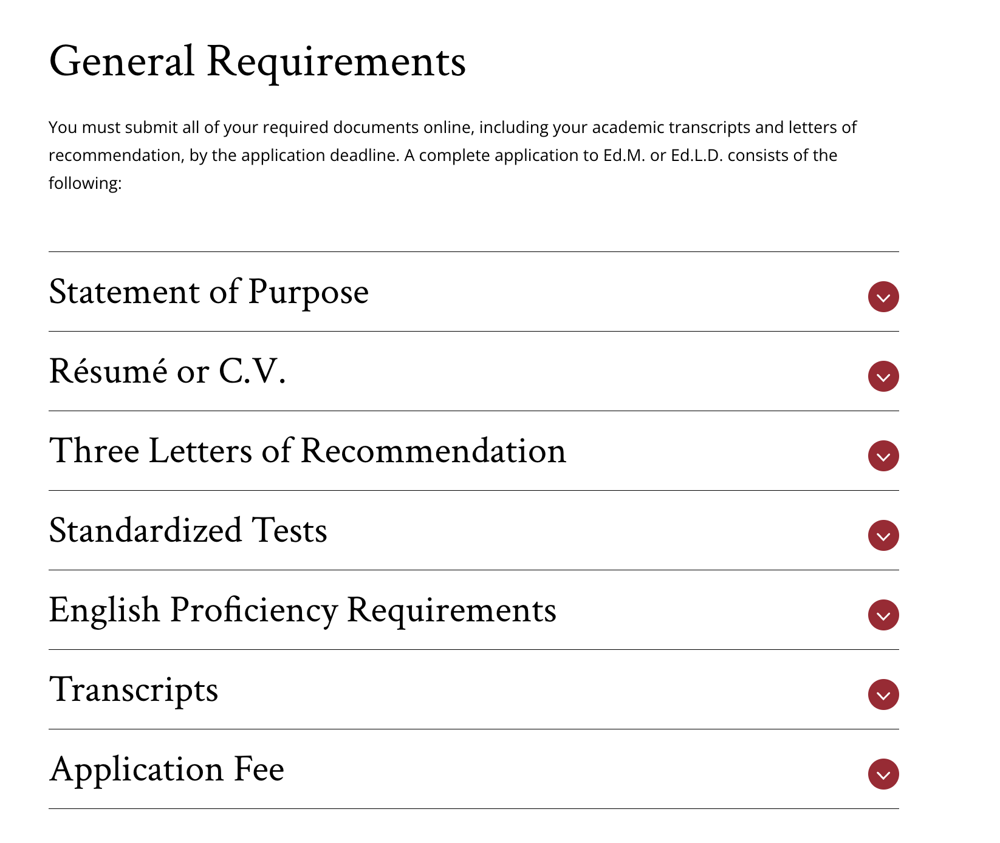 General Requirements
You must submit all of your required documents online, including your academic transcripts and letters of
recommendation, by the application deadline. A complete application to Ed.M. or Ed.L.D. consists of the
following:
Statement of Purpose
Résumé or C.V.
Three Letters of Recommendation
Standardized Tests
English Proficiency Requirements
Transcripts
Application Fee